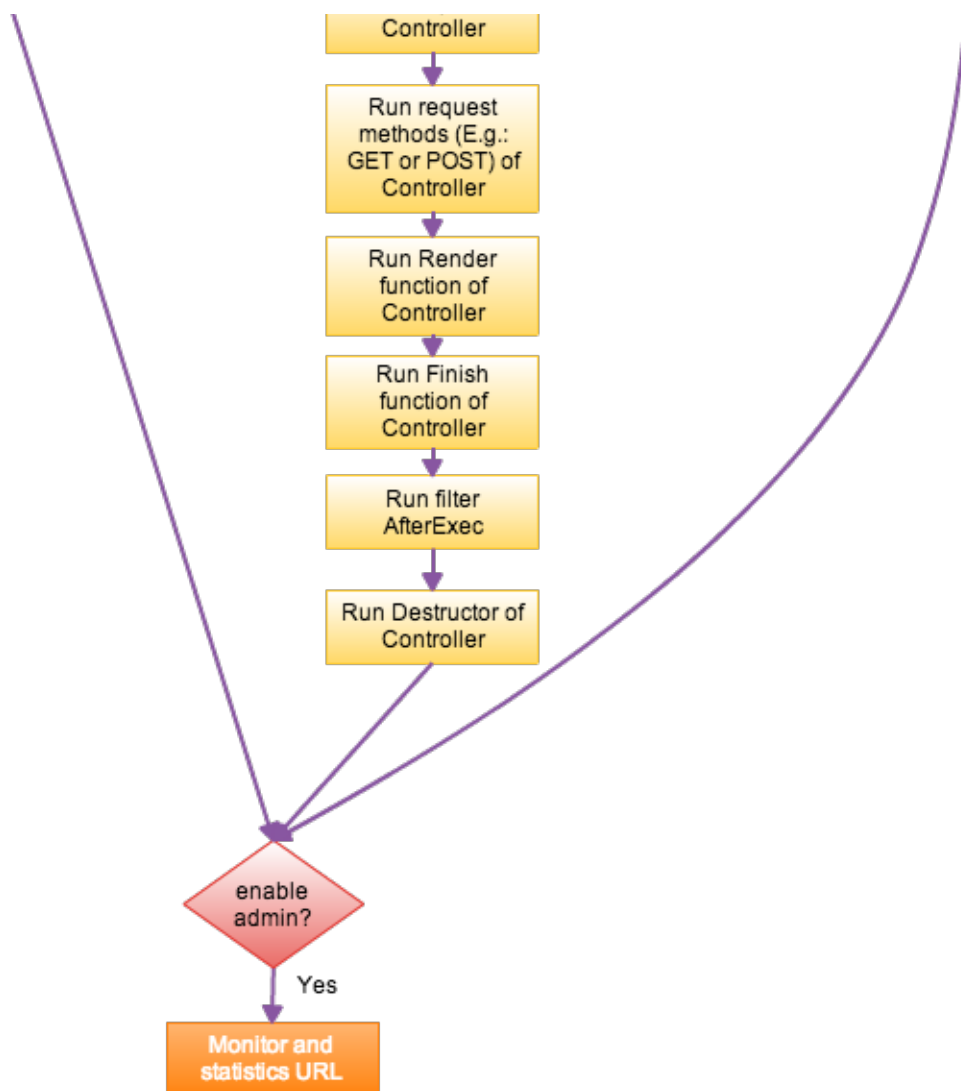 Controller
Run request
methods (E.g.:
GET or POST) of
Controller
Run Render
function of
Controller
Run Finish
function of
Controller
Run filter
AfterExec
Run Destructor of
Controller
enable
admin?
Yes
Monitor and
statistics URL